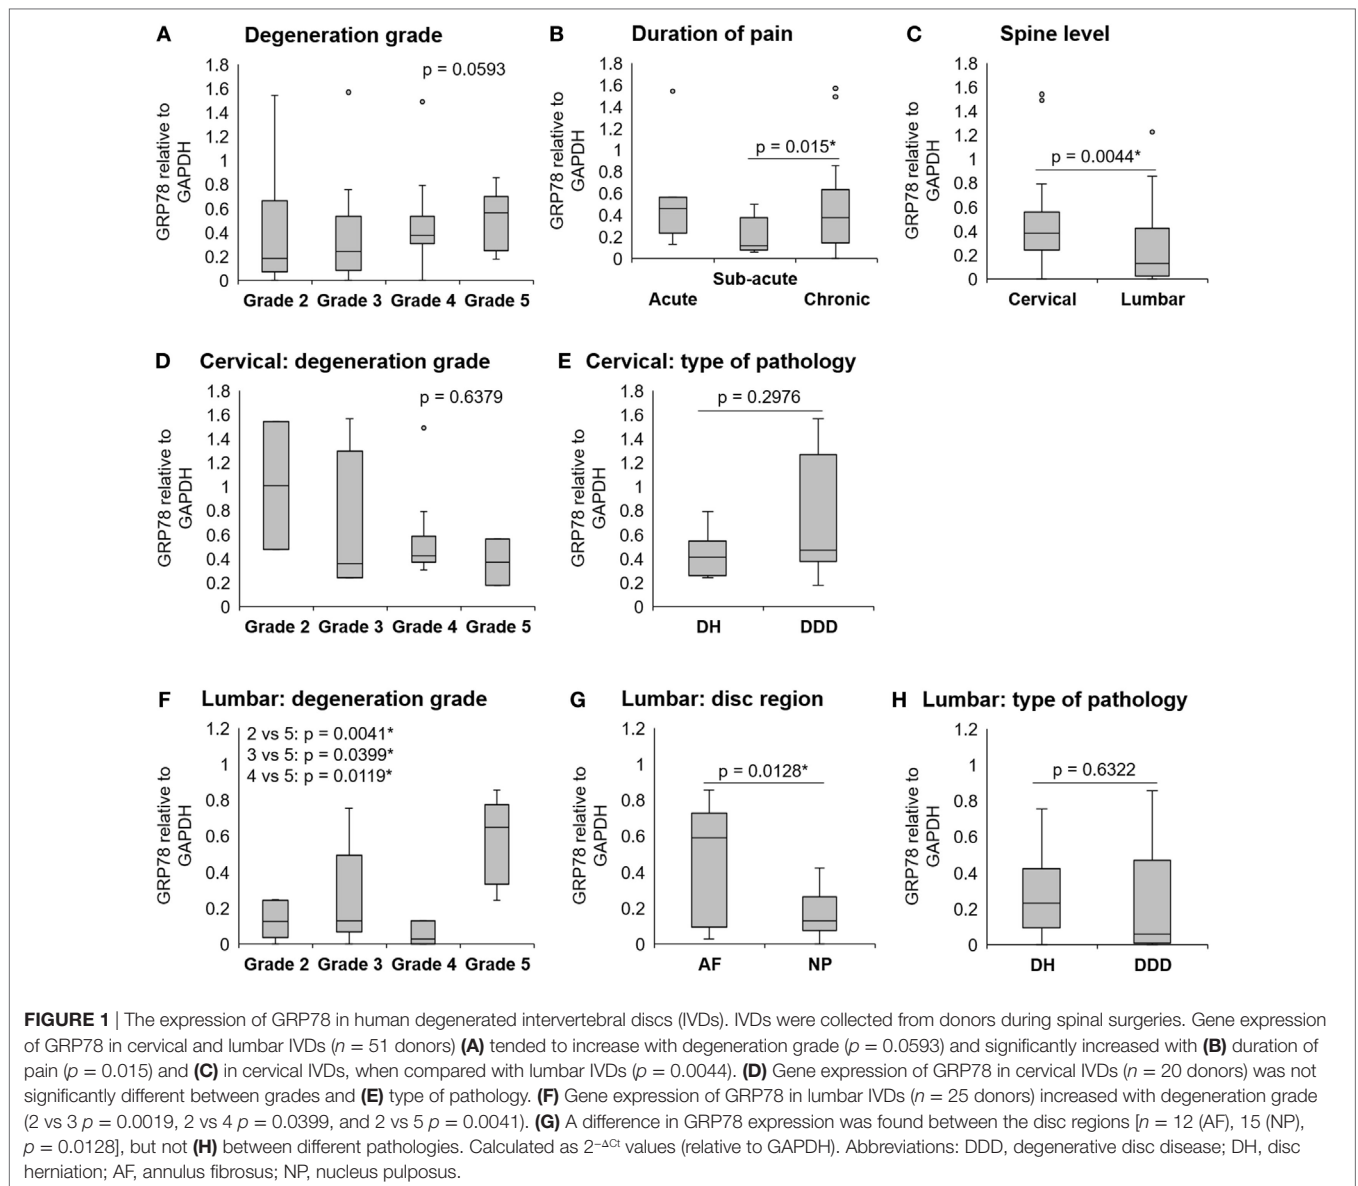 A Degeneration grade
GRP78 relative to
GAPDH
1.8
1.6
1.4
1.2
1
0.8
0.6
0.4
0.2
0
p = 0.0593
Grade 2 Grade 3 Grade 4 Grade 5
B Duration of pain
GRP78 relative to
GAPDH
1.8
1.6
1.4
1.2
1
0.8
0.6
0.4
0.2
0
p = 0.015*
Sub-acute
Acute Chronic
C Spine level
GRP78 relative to
GAPDH
1.8
1.6
1.4
1.2
1
0.8
0.6
0.4
0.2
0
p = 0.0044*
Cervical Lumbar
D Cervical: degeneration grade
GRP78 relative to
GAPDH
1.8
1.6
1.4
1.2
1
0.8
0.6
0.4
0.2
0
p = 0.6379
Grade 2 Grade 3 Grade 4 Grade 5
E Cervical: type of pathology
GRP78 relative to
GAPDH
1.8
1.6
1.4
1.2
1
0.8
0.6
0.4
0.2
0
p = 0.2976
DH DDD
F Lumbar: degeneration grade
GRP78 relative to
GAPDH
1.2
1
0.8
0.6
0.4
0.2
0
2 vs 5: p = 0.0041*
3 vs 5: p = 0.0399*
4 vs 5: p = 0.0119*
Grade 2 Grade 3 Grade 4 Grade 5
G Lumbar: disc region
GRP78 relative to
GAPDH
1.2
1
0.8
0.6
0.4
0.2
0
p = 0.0128*
AF NP
H Lumbar: type of pathology
GRP78 relative to
GAPDH
1.2
1
0.8
0.6
0.4
0.2
0
p = 0.6322
DH DDD
FIGURE 1 | The expression of GRP78 in human degenerated intervertebral discs (IVDs). IVDs were collected from donors during spinal surgeries. Gene expression
of GRP78 in cervical and lumbar IVDs (n = 51 donors) (A) tended to increase with degeneration grade (p = 0.0593) and significantly increased with (B) duration of
pain (p = 0.015) and (C) in cervical IVDs, when compared with lumbar IVDs (p = 0.0044). (D) Gene expression of GRP78 in cervical IVDs (n = 20 donors) was not
significantly different between grades and (E) type of pathology. (F) Gene expression of GRP78 in lumbar IVDs (n = 25 donors) increased with degeneration grade
(2 vs 3 p = 0.0019, 2 vs 4 p = 0.0399, and 2 vs 5 p = 0.0041). (G) A difference in GRP78 expression was found between the disc regions [n = 12 (AF), 15 (NP),
p = 0.0128], but not (H) between different pathologies. Calculated as 2−ΔCt values (relative to GAPDH). Abbreviations: DDD, degenerative disc disease; DH, disc
herniation; AF, annulus fibrosus; NP, nucleus pulposus.